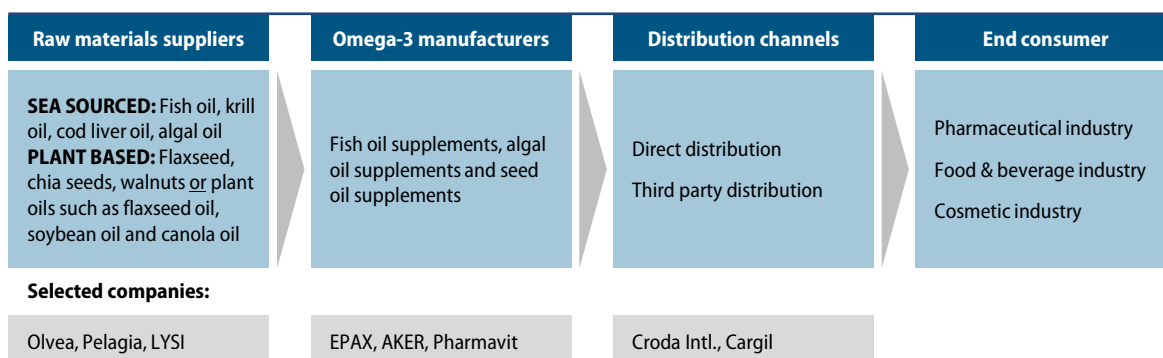 Raw materials suppliers
Omega-3 manufacturers
Distribution channels
End consumer
SEA SOURCED: Fish oil, krill
oil, cod liver oil, algal oil
PLANT BASED: Flaxseed,
chia seeds, walnuts or plant
oils such as flaxseed oil,
soybean oil and canola oil
Fish oil supplements, algal
oil supplements and seed
oil supplements
Direct distribution
Third party distribution
Pharmaceutical industry
Food & beverage industry
Cosmetic industry
Selected companies:
Olvea, Pelagia, LYSI
EPAX, AKER, Pharmavit
Croda Intl., Cargil